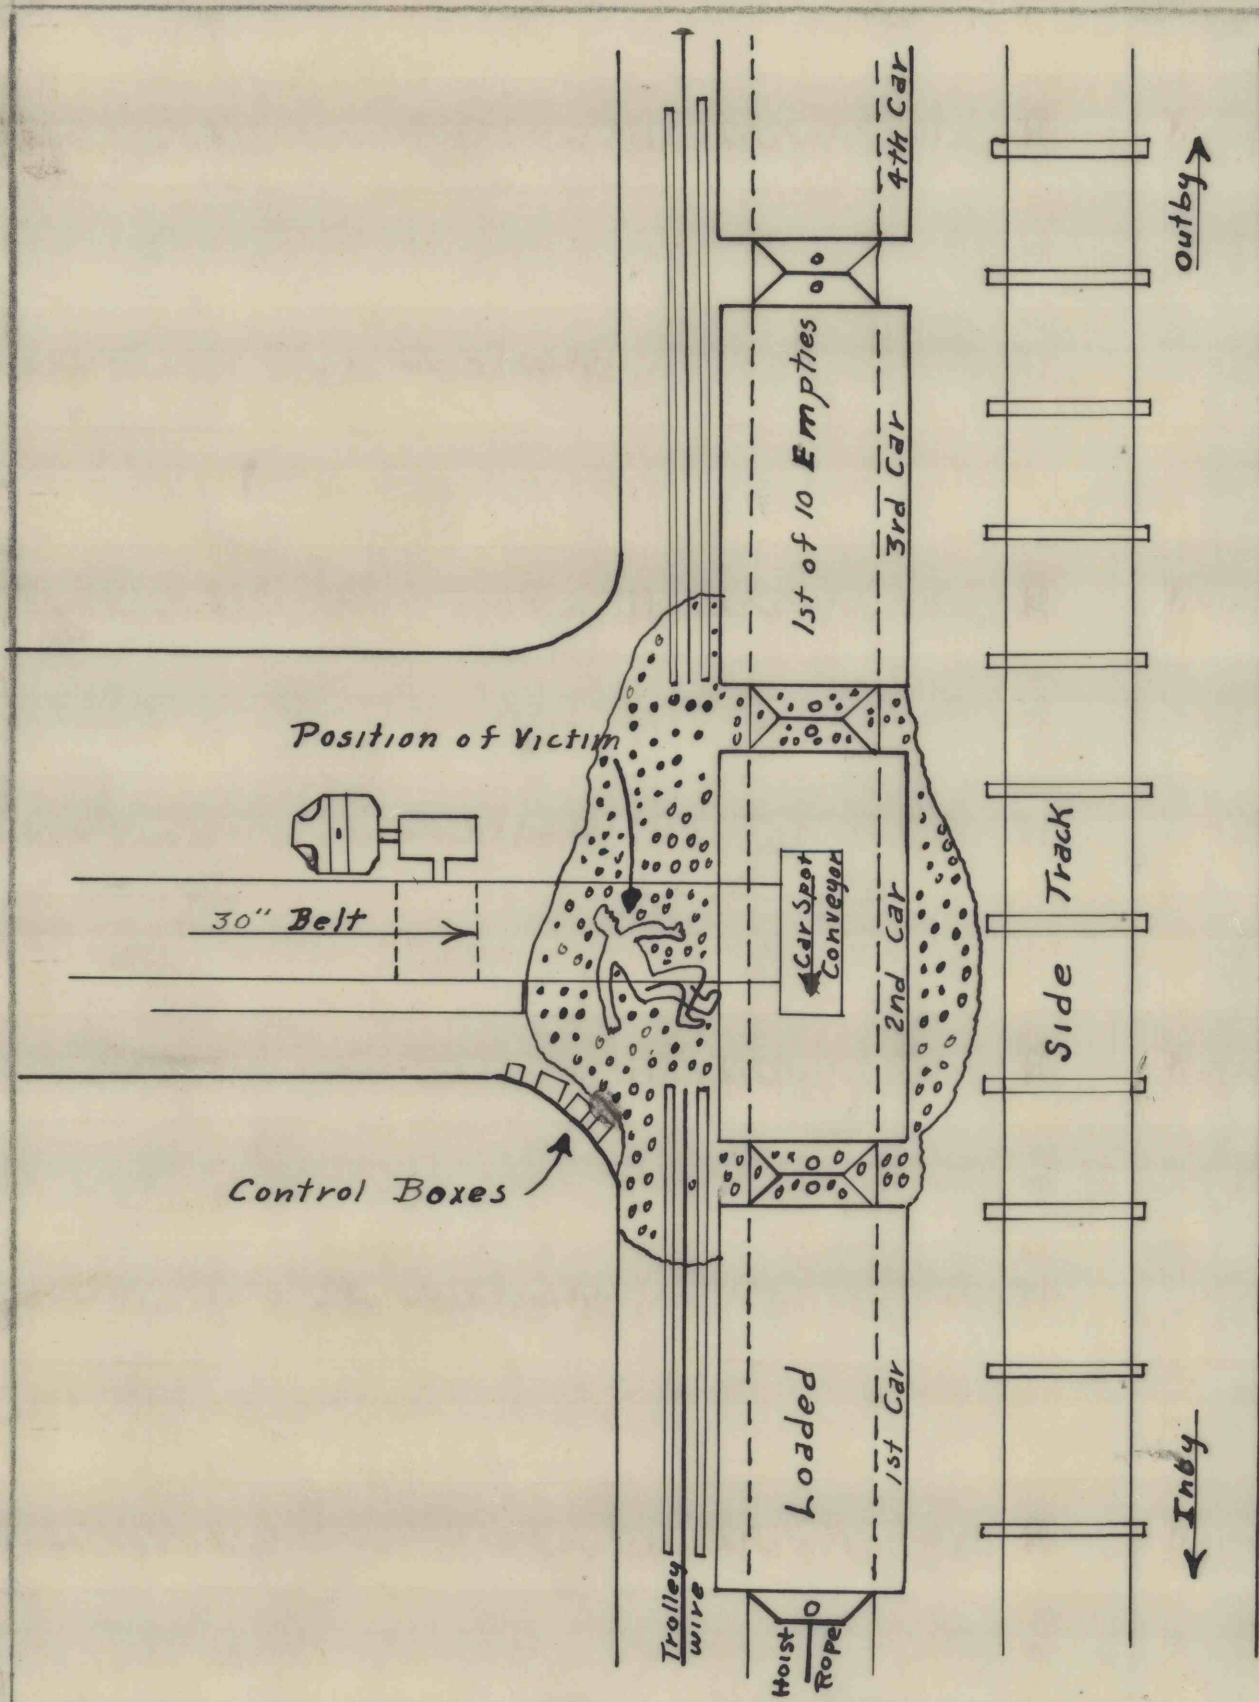 4th Car
Outby
1st of 10 Empties
3rd Car
Position of Victim
30" Belt
Car Spot
Conveyor
2nd Car
Side Track
Control Boxes
Loaded
1st Car
Inby
Trolley
wire
Hoist
Rope